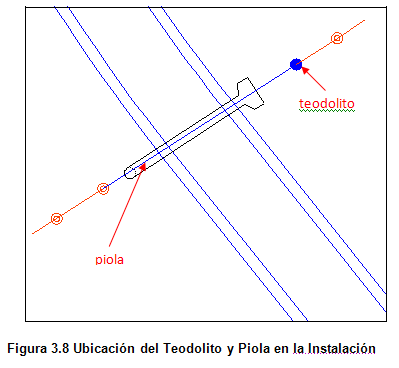 teodolito
piola
Figura 3.8 Ubicación del Teodolito y Piola en la Instalación